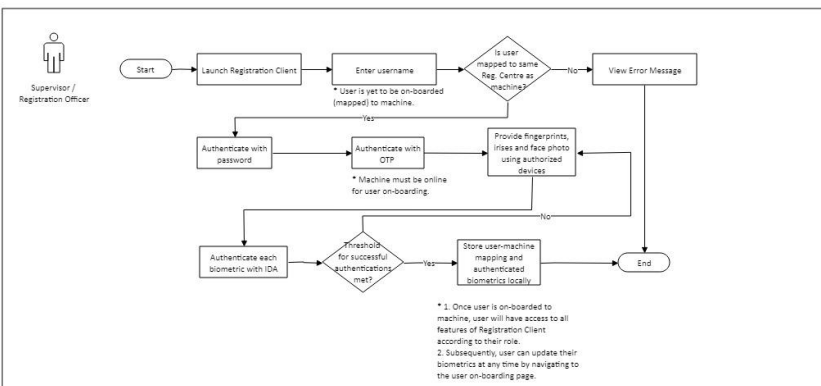 Supervisor /
Registration Officer
Start
Launch Registration Client
Enter username
* User is yet to be on-boarded
(mapped) to machine.
Is user
mapped to same
Reg. Centre as
machine?
No
View Error Message
Yes
Authenticate with
password
Authenticate with
OTP
* Machine must be online
for user on-boarding.
Provide fingerprints,
irises and face photo
using authorized
devices
No
Authenticate each
biometric with IDA
Threshold
for successful
authentications
met?
Yes
Store user-machine
mapping and
authenticated
biometrics locally
End
* 1. Once user is on-boarded to
machine, user will have access to all
features of Registration Client
according to their role.
2. Subsequently, user can update their
biometrics at any time by navigating to
the user on-boarding page.